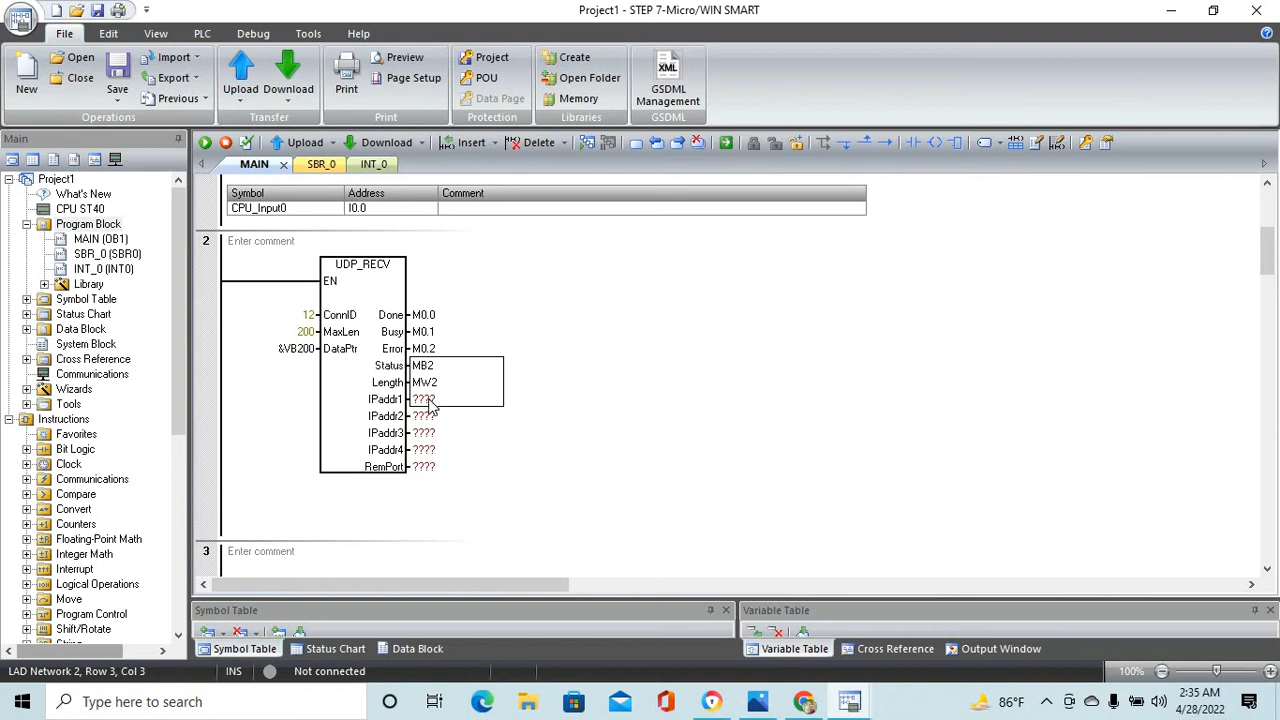 Project1 - STEP 7-Micro/WIN SMART
File Edit View PLC Debug Tools Help
New
Open
Close
Save
Import
Export
Previous
Operations
Upload
Download
Transfer
Print
Preview
Page Setup
Print
Project
POU
Data Page
Protection
Create
Open Folder
Memory
Libraries
XML
GSDML
Management
GSDML
Main
Upload Download Insert Delete
MAIN SBR_0 INT_0
Project1
What's New
CPU ST40
Program Block
MAIN (OB1)
SBR_0 (SBR0)
INT_0 (INT0)
Library
Symbol Table
Status Chart
Data Block
System Block
Cross Reference
Communications
Wizards
Tools
Instructions
Favorites
Bit Logic
Clock
Communications
Compare
Convert
Counters
Floating-Point Math
Integer Math
Interrupt
Logical Operations
Move
Program Control
Shift/Rotate
Symbol Address Comment
CPU_Input0 I0.0
2 Enter comment
UDP_RECV
EN
12 ConnID Done M0.0
200 MaxLen Busy M0.1
&VB200 DataPtr Error M0.2
Status MB2
Length MW2
IPaddr1 ????
IPaddr2 ????
IPaddr3 ????
IPaddr4 ????
RemPort ????
3 Enter comment
Symbol Table
Variable Table
Symbol Table Status Chart Data Block
Variable Table Cross Reference Output Window
LAD Network 2, Row 3, Col 3 INS Not connected 100%
Type here to search
86°F
2:35 AM
4/28/2022